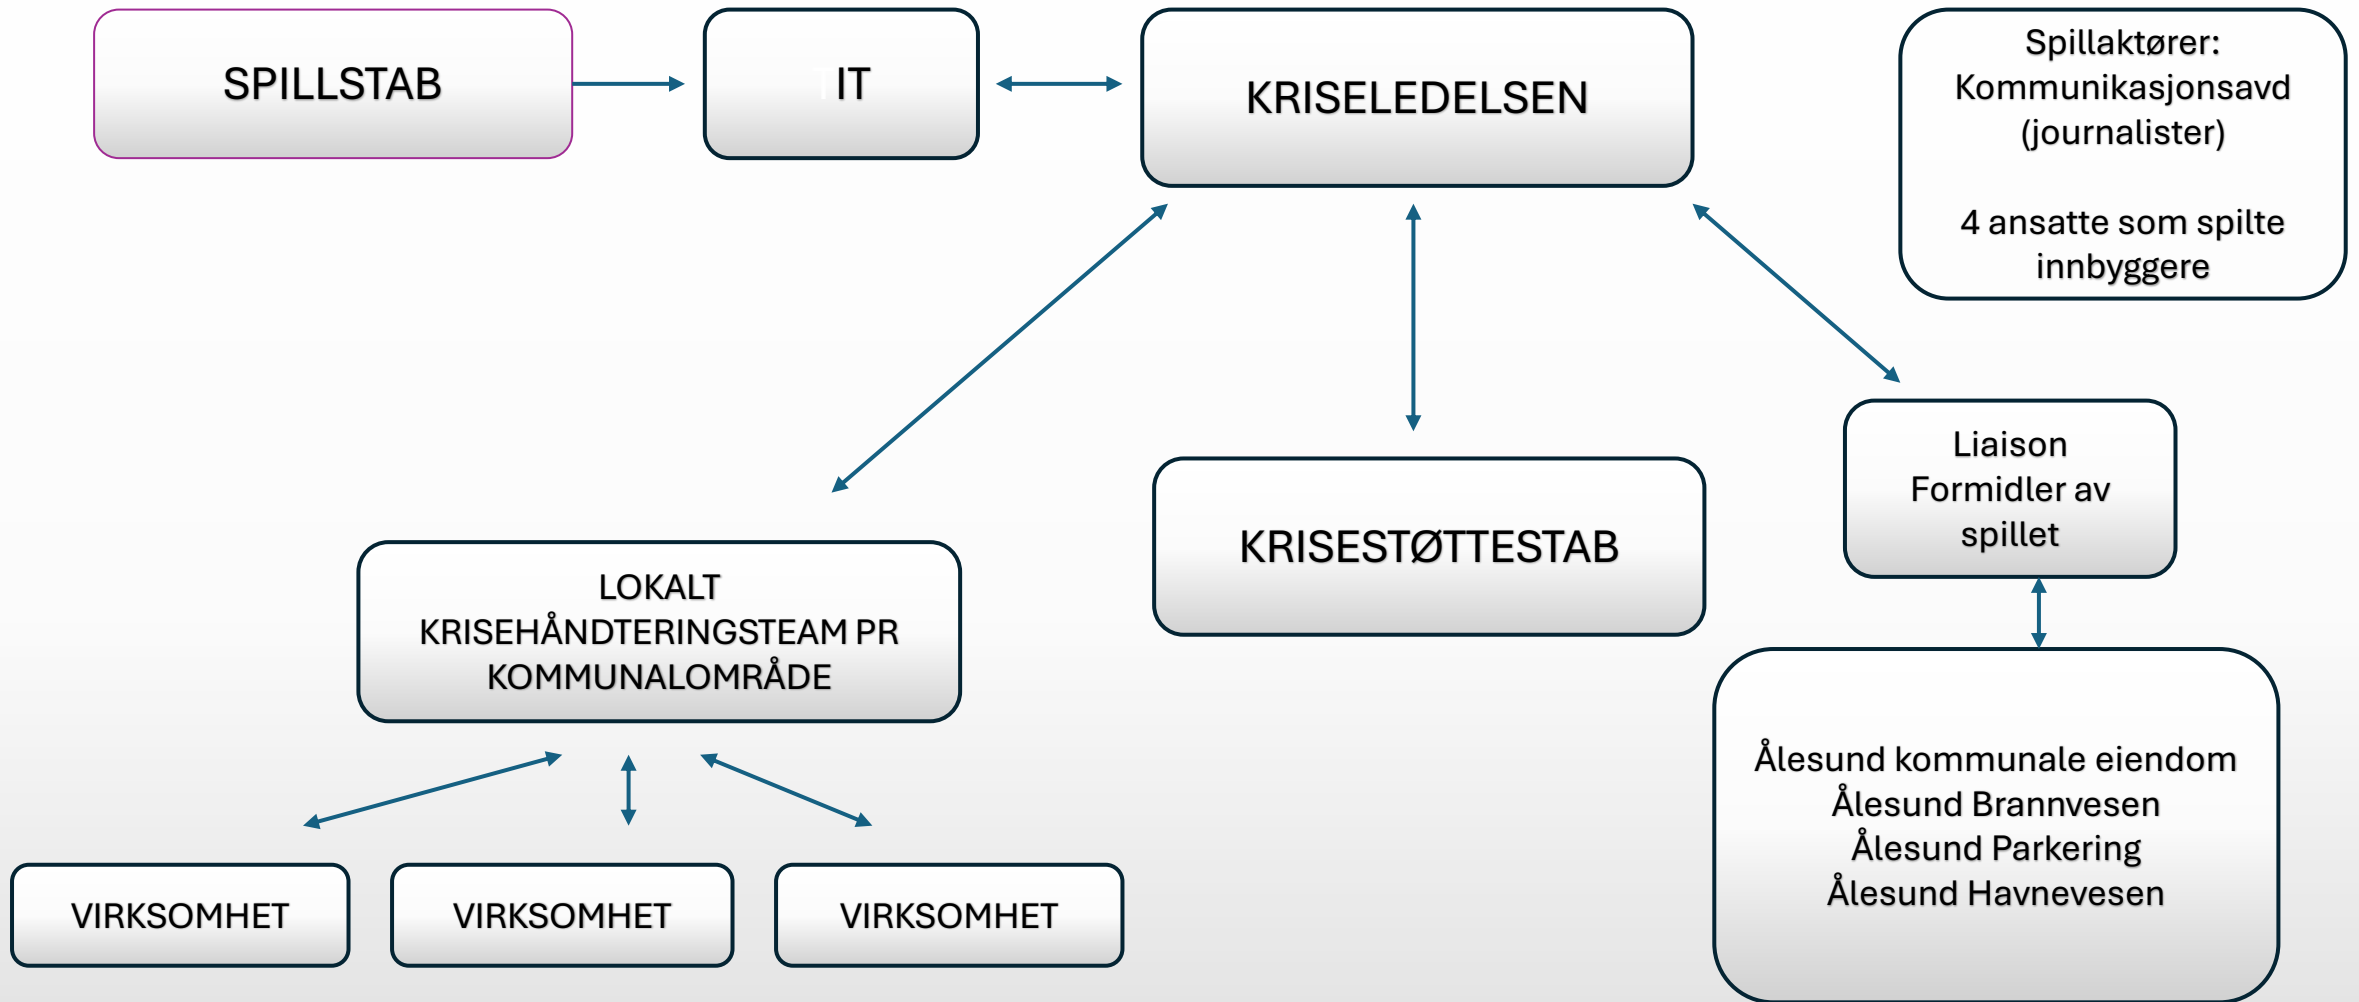 SPILLSTAB
IT
KRISELEDELSEN
Spillaktører:
Kommunikasjonsavd
(journalister)
4 ansatte som spilte
innbyggere
Liaison
Formidler av
spillet
KRISESTØTTESTAB
LOKALT
KRISEHÅNDTERINGSTEAM PR
KOMMUNALOMRÅDE
Ålesund kommunale eiendom
Ålesund Brannvesen
Ålesund Parkering
Ålesund Havnevesen
VIRKSOMHET
VIRKSOMHET
VIRKSOMHET